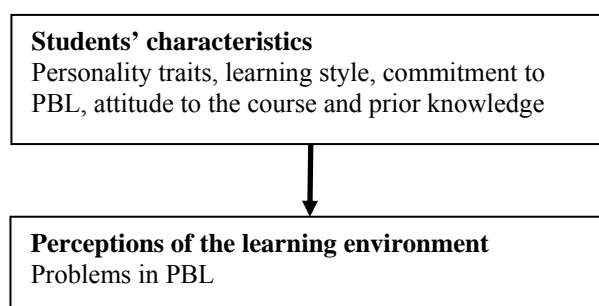 Students’ characteristics
Personality traits, learning style, commitment to
PBL, attitude to the course and prior knowledge
Perceptions of the learning environment
Problems in PBL